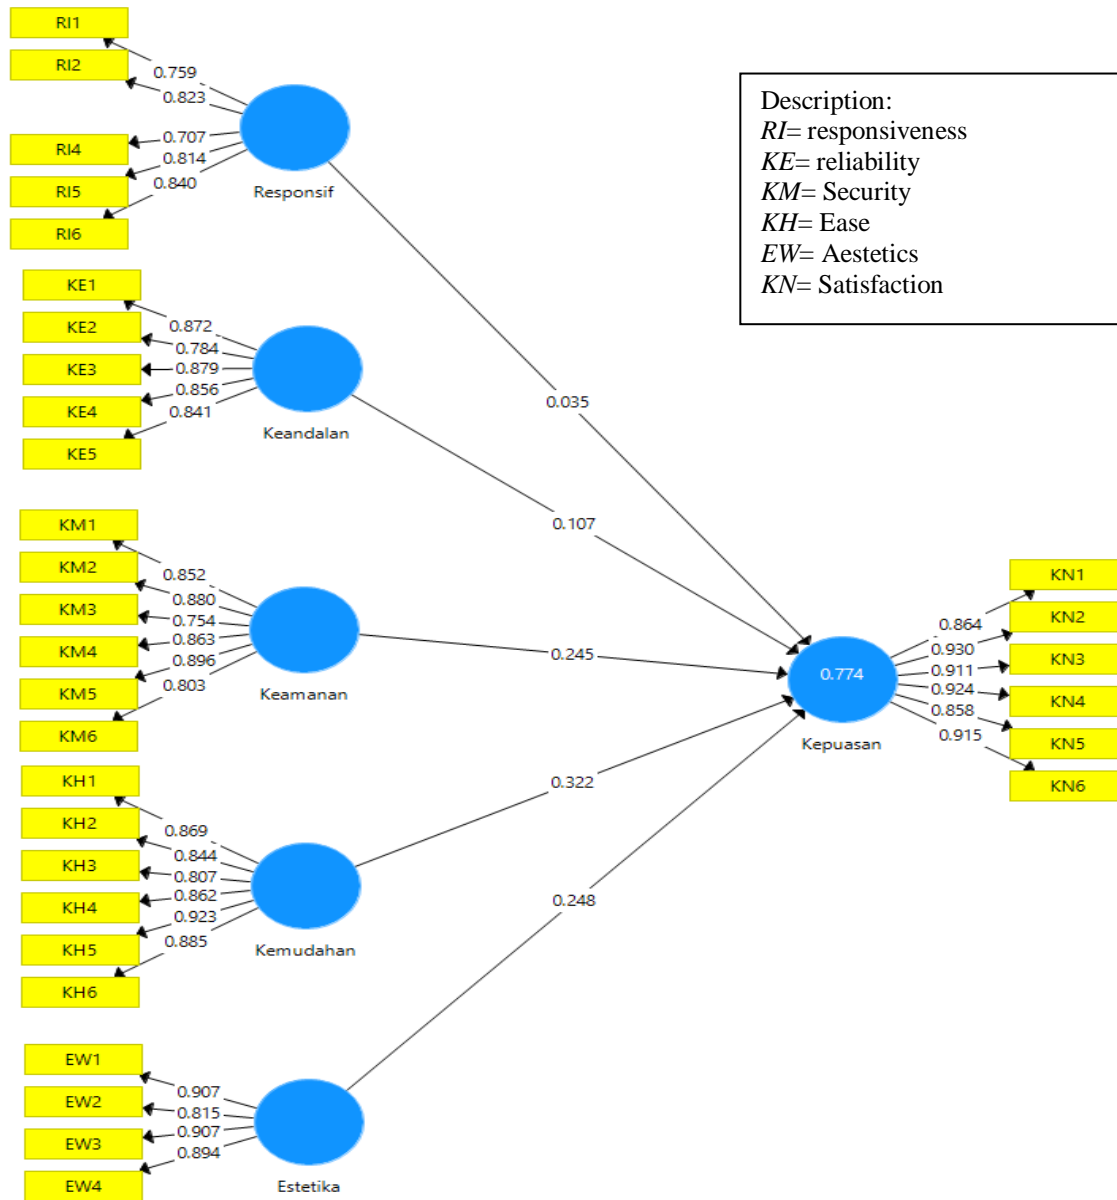 RI1
RI2
RI4
RI5
RI6
0.759
0.823
0.707
0.814
0.840
Responsif
Description:
RI= responsiveness
KE= reliability
KM= Security
KH= Ease
EW= Aestetics
KN= Satisfaction
KE1
KE2
KE3
KE4
KE5
0.872
0.784
0.879
0.856
0.841
Keandalan
KM1
KM2
KM3
KM4
KM5
KM6
0.852
0.880
0.754
0.863
0.896
0.803
Keamanan
KH1
KH2
KH3
KH4
KH5
KH6
0.869
0.844
0.807
0.862
0.923
0.885
Kemudahan
EW1
EW2
EW3
EW4
0.907
0.815
0.907
0.894
Estetika
0.035
0.107
0.245
0.322
0.248
0.774
Kepuasan
0.864
0.930
0.911
0.924
0.858
0.915
KN1
KN2
KN3
KN4
KN5
KN6